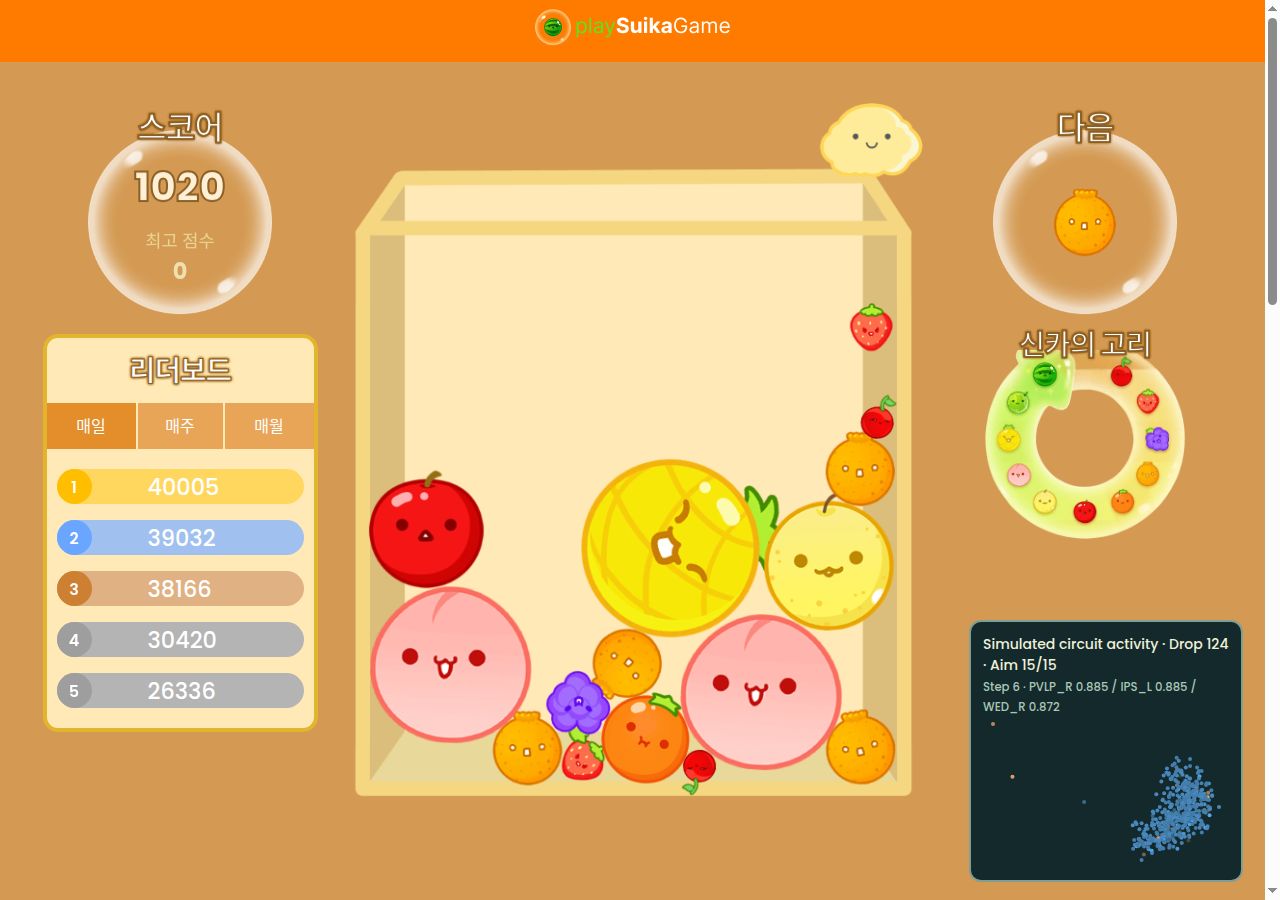 playSuikaGame
스코어
1020
최고 점수
0
리더보드
매일 매주 매월
1 40005
2 39032
3 38166
4 30420
5 26336
다음
신카의 고리
Simulated circuit activity · Drop 124
· Aim 15/15
Step 6 · PVLP_R 0.885 / IPS_L 0.885 /
WED_R 0.872